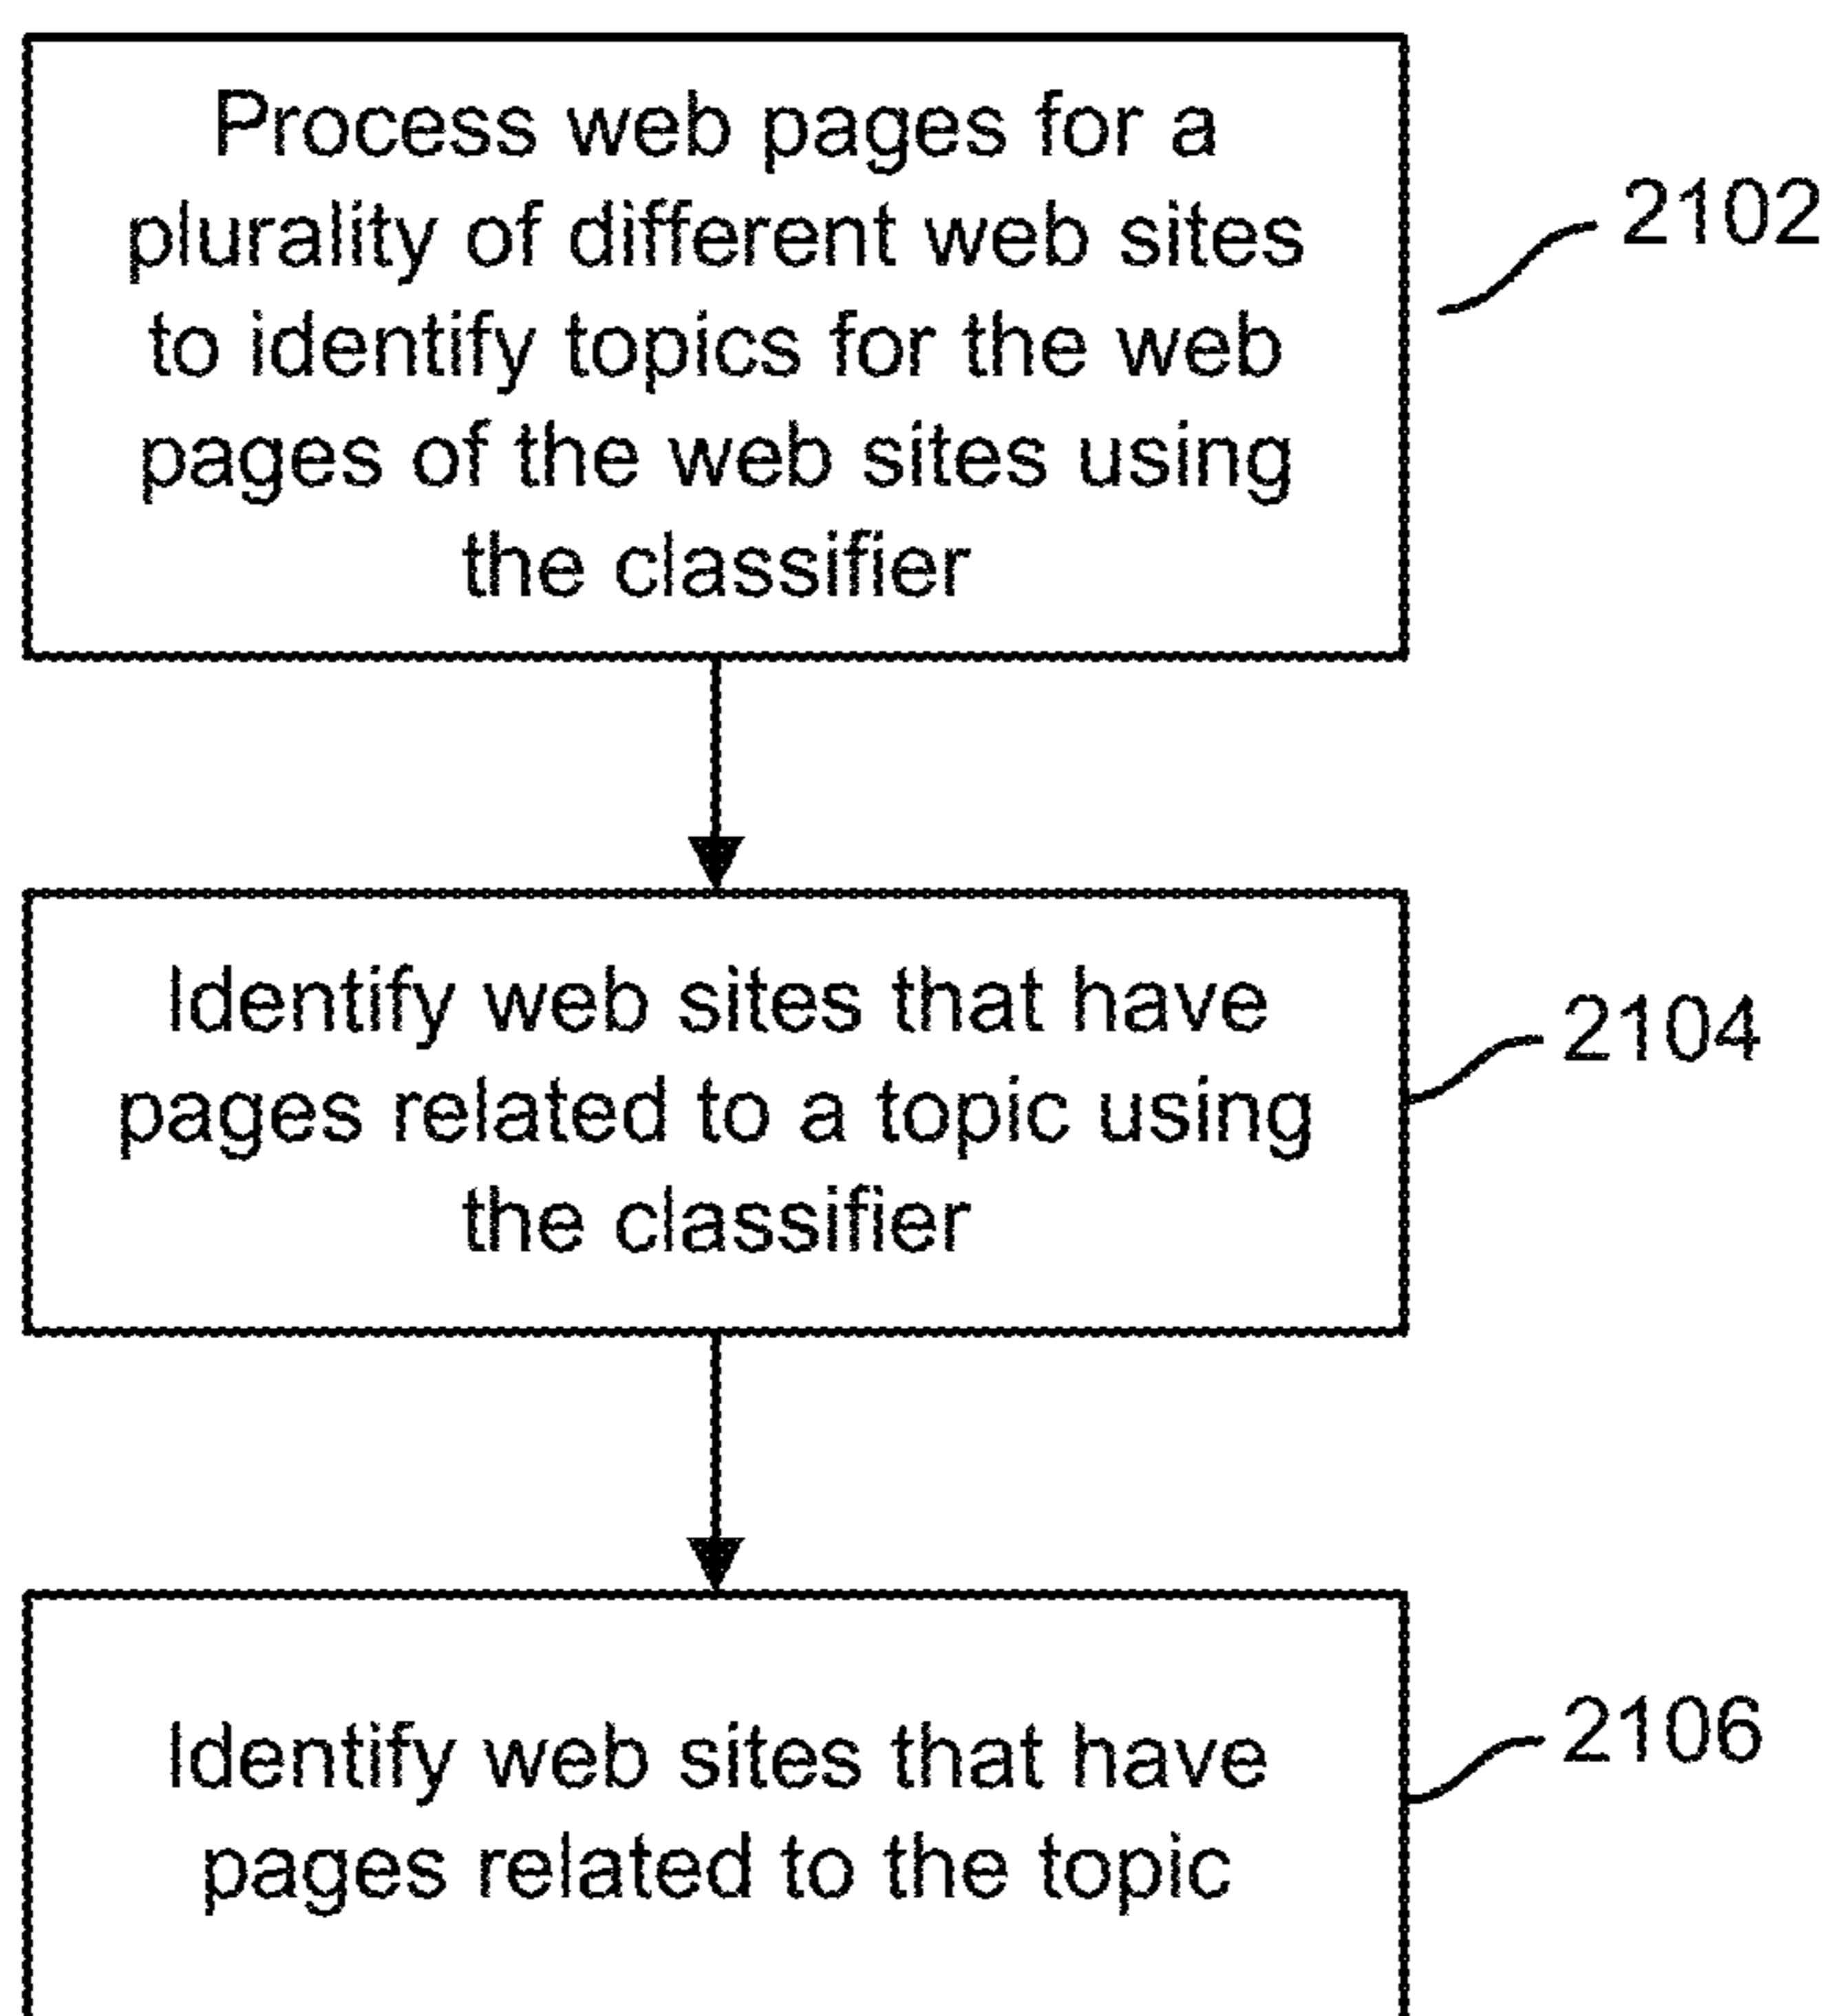 Process web pages for a
plurality of different web sites
to identify topics for the web
pages of the web sites using
the classifier
2102
Identify web sites that have
pages related to a topic using
the classifier
2104
Identify web sites that have
pages related to the topic
2106